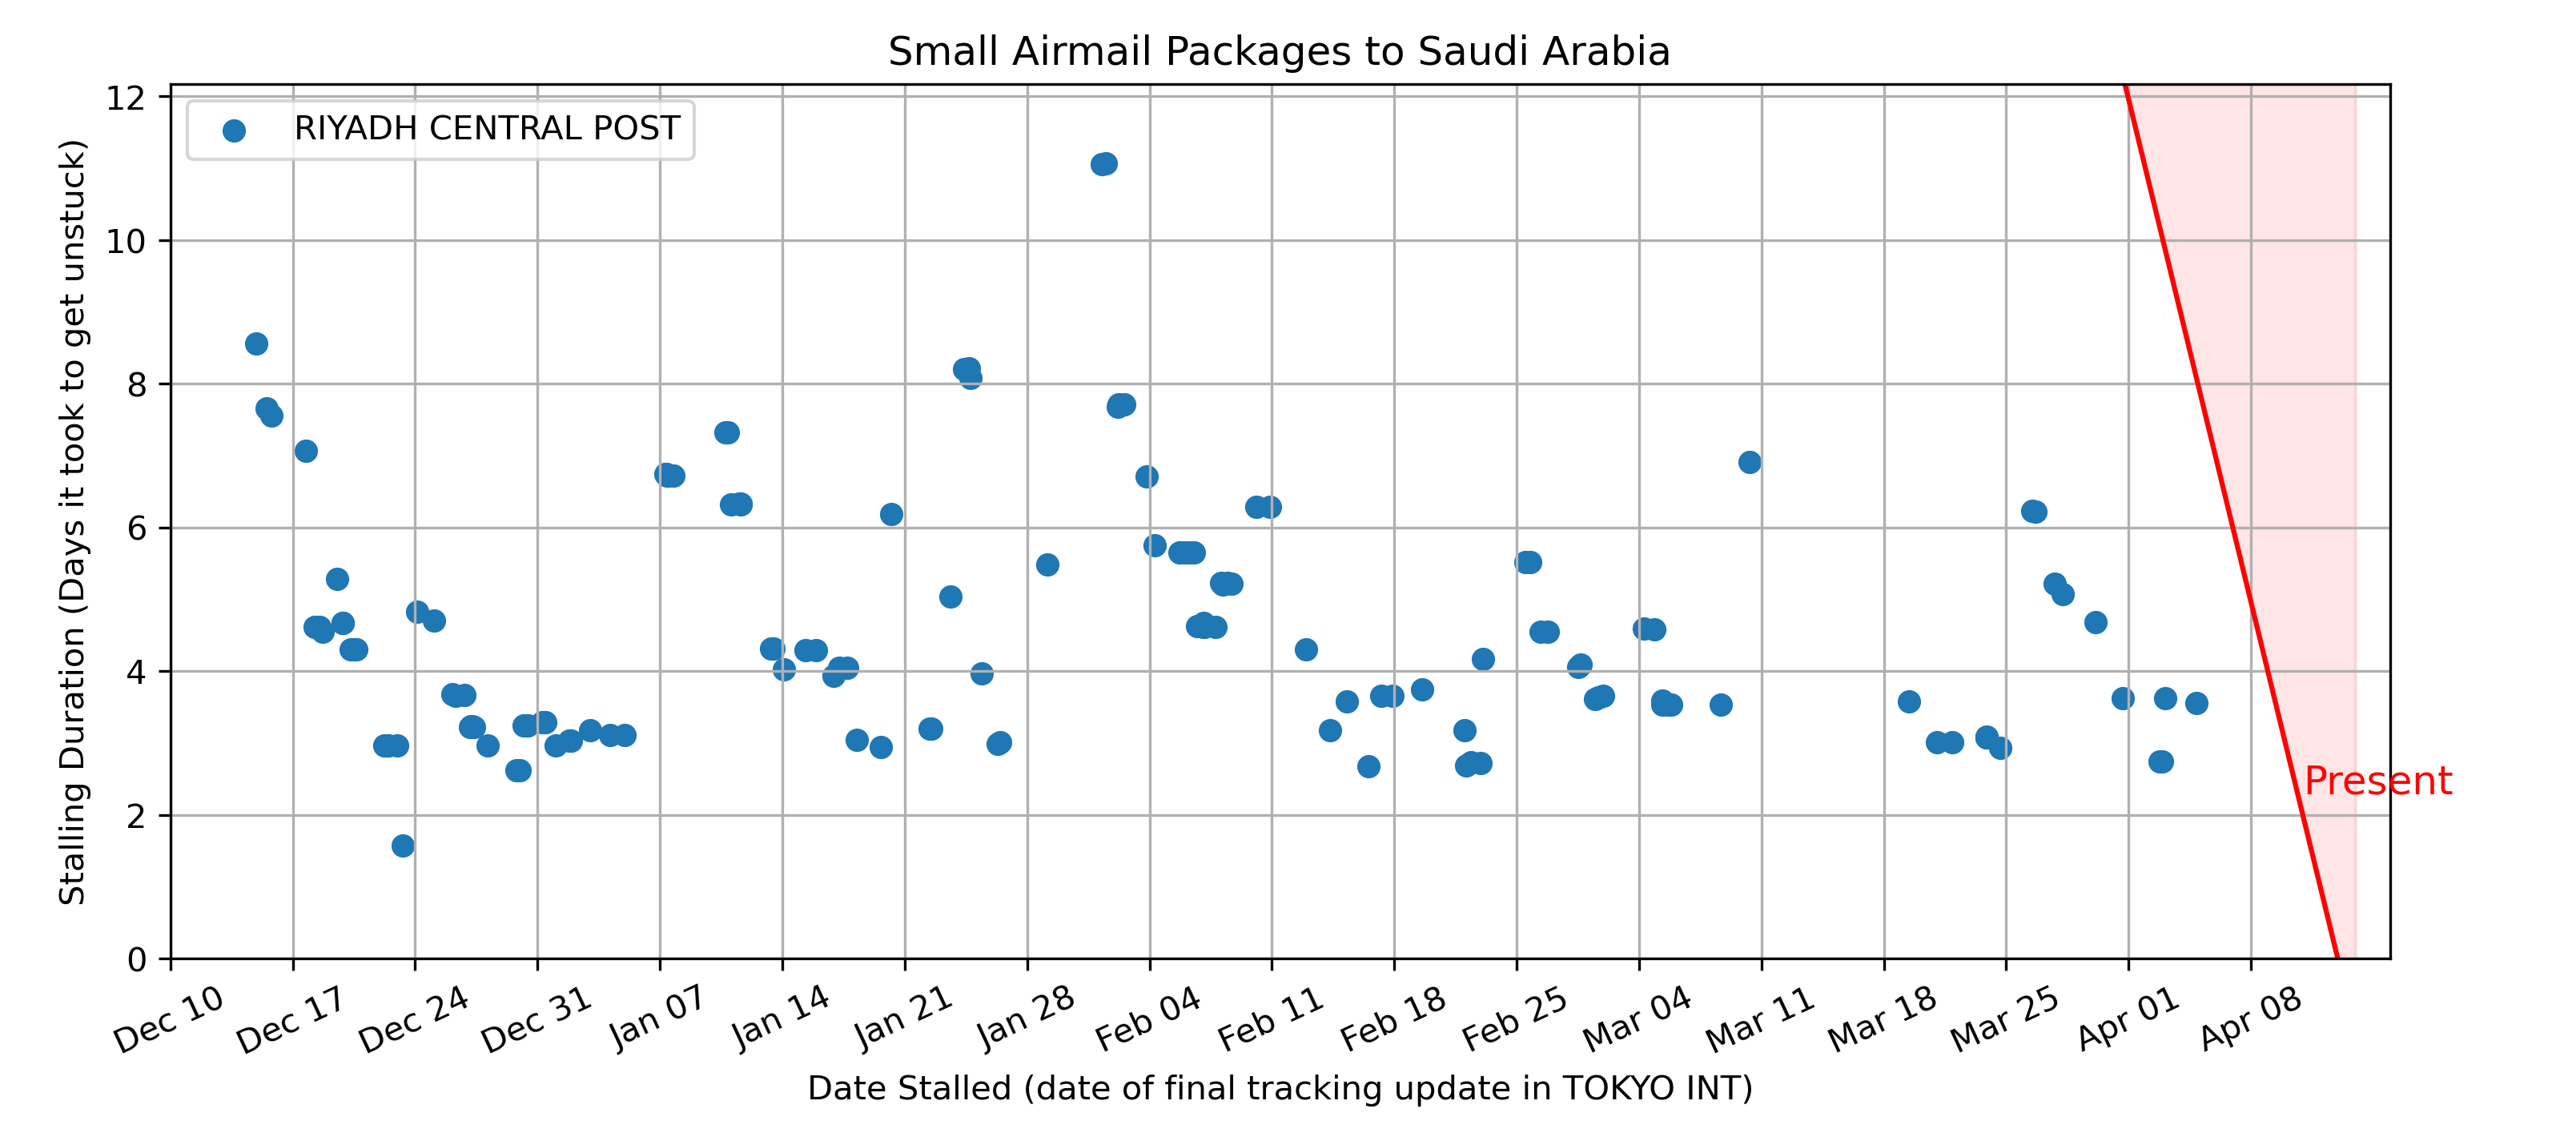 Small Airmail Packages to Saudi Arabia
RIYADH CENTRAL POST
Stalling Duration (Days it took to get unstuck)
12
10
8
6
4
2
0
Present
Dec 10
Dec 17
Dec 24
Dec 31
Jan 07
Jan 14
Jan 21
Jan 28
Feb 04
Feb 11
Feb 18
Feb 25
Mar 04
Mar 11
Mar 18
Mar 25
Apr 01
Apr 08
Date Stalled (date of final tracking update in TOKYO INT)